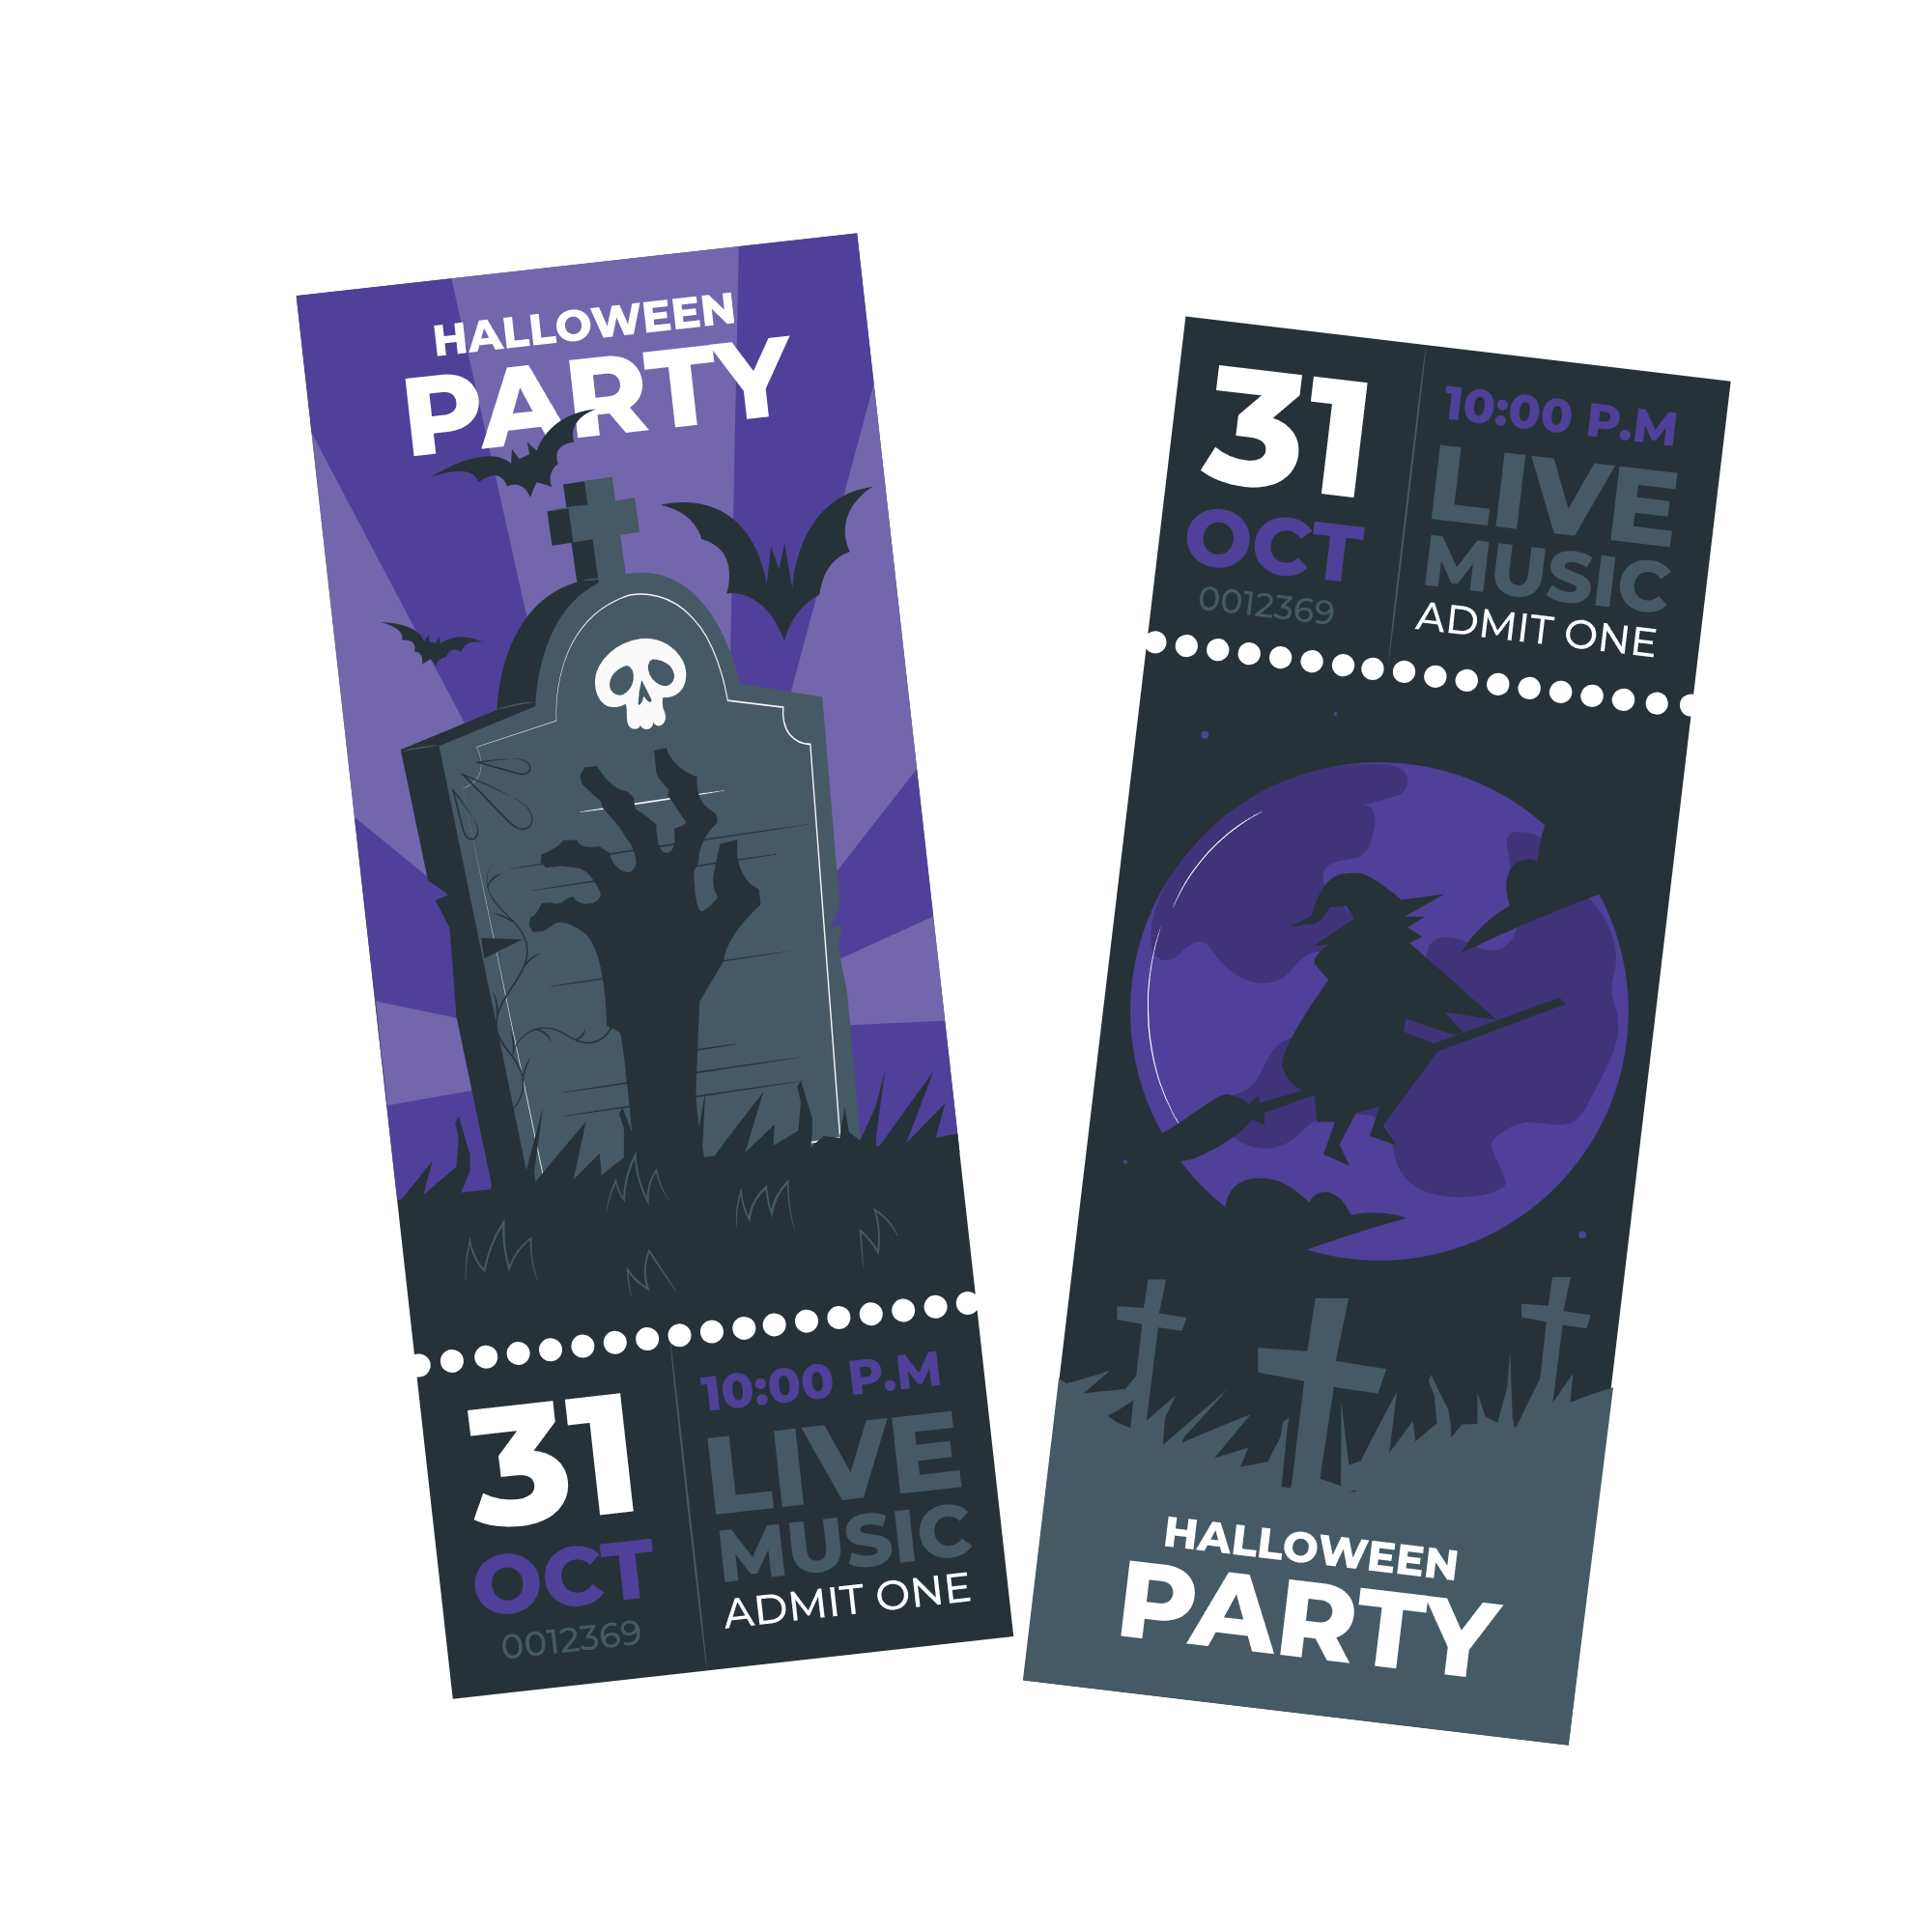 HALLOWEEN
PARTY
31
OCT
0012369
10:00 P.M
LIVE
MUSIC
ADMIT ONE
31
OCT
0012369
10:00 P.M
LIVE
MUSIC
ADMIT ONE
HALLOWEEN
PARTY